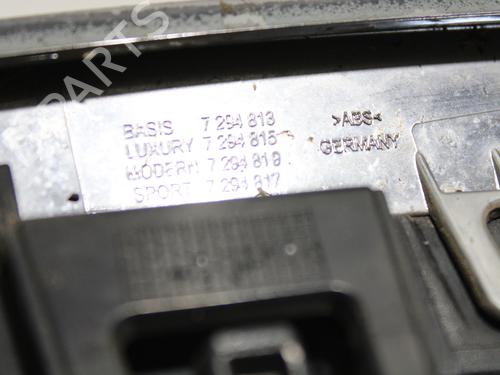 BASIS 7 294 813
LUXURY 7 294 815
MODERN 7 294 819
SPORT 7 294 817
>ABS<
GERMANY
B PARTS